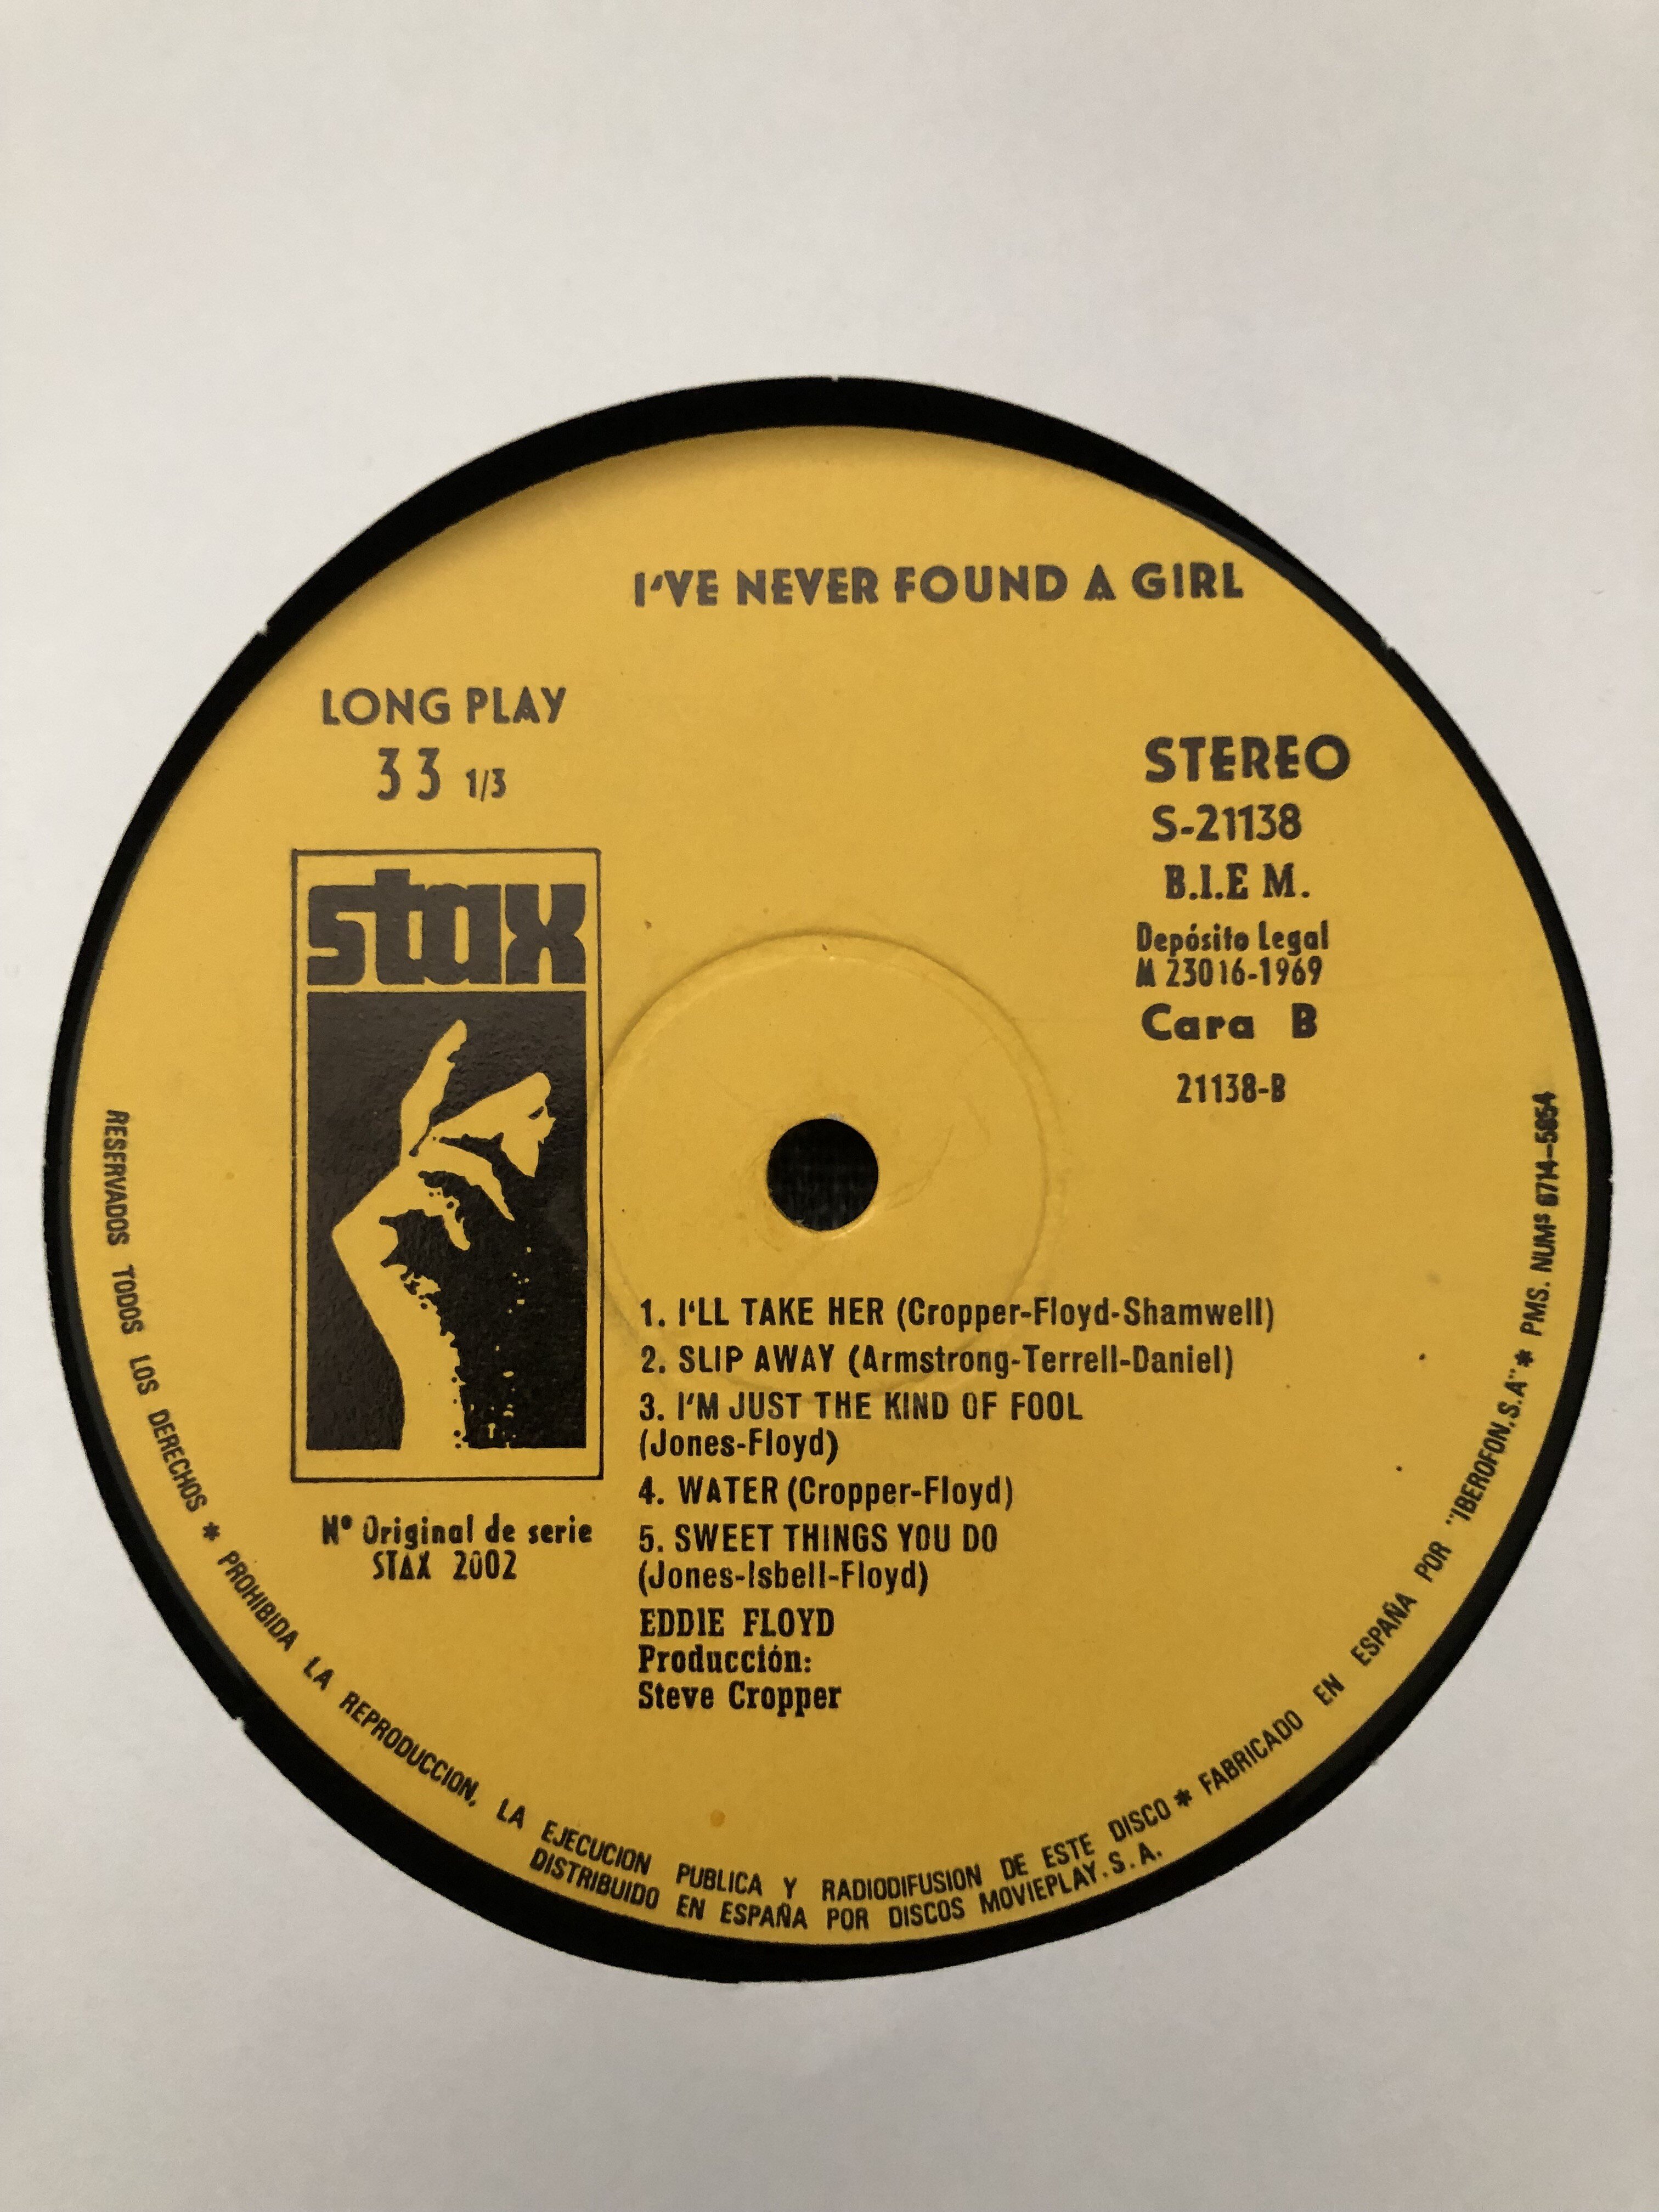 I'VE NEVER FOUND A GIRL
LONG PLAY
33 1/3
STEREO
S-21138
B.I.E M.
Depósito Legal
M 23016-1969
Cara B
21138-B
stax
Nº Original de serie
STAX 2002
1. I'LL TAKE HER (Cropper-Floyd-Shamwell)
2. SLIP AWAY (Armstrong-Terrell-Daniel)
3. I'M JUST THE KIND OF FOOL
(Jones-Floyd)
4. WATER (Cropper-Floyd)
5. SWEET THINGS YOU DO
(Jones-Isbell-Floyd)
EDDIE FLOYD
Producción:
Steve Cropper
RESERVADOS TODOS LOS DERECHOS * PROHIBIDA LA REPRODUCCION, LA EJECUCION PUBLICA Y RADIODIFUSION DE ESTE DISCO * FABRICADO EN ESPAÑA POR "IBEROFON.S.A" * PMS. NUMS 6714-5854
DISTRIBUIDO EN ESPAÑA POR DISCOS MOVIEPLAY.S.A.